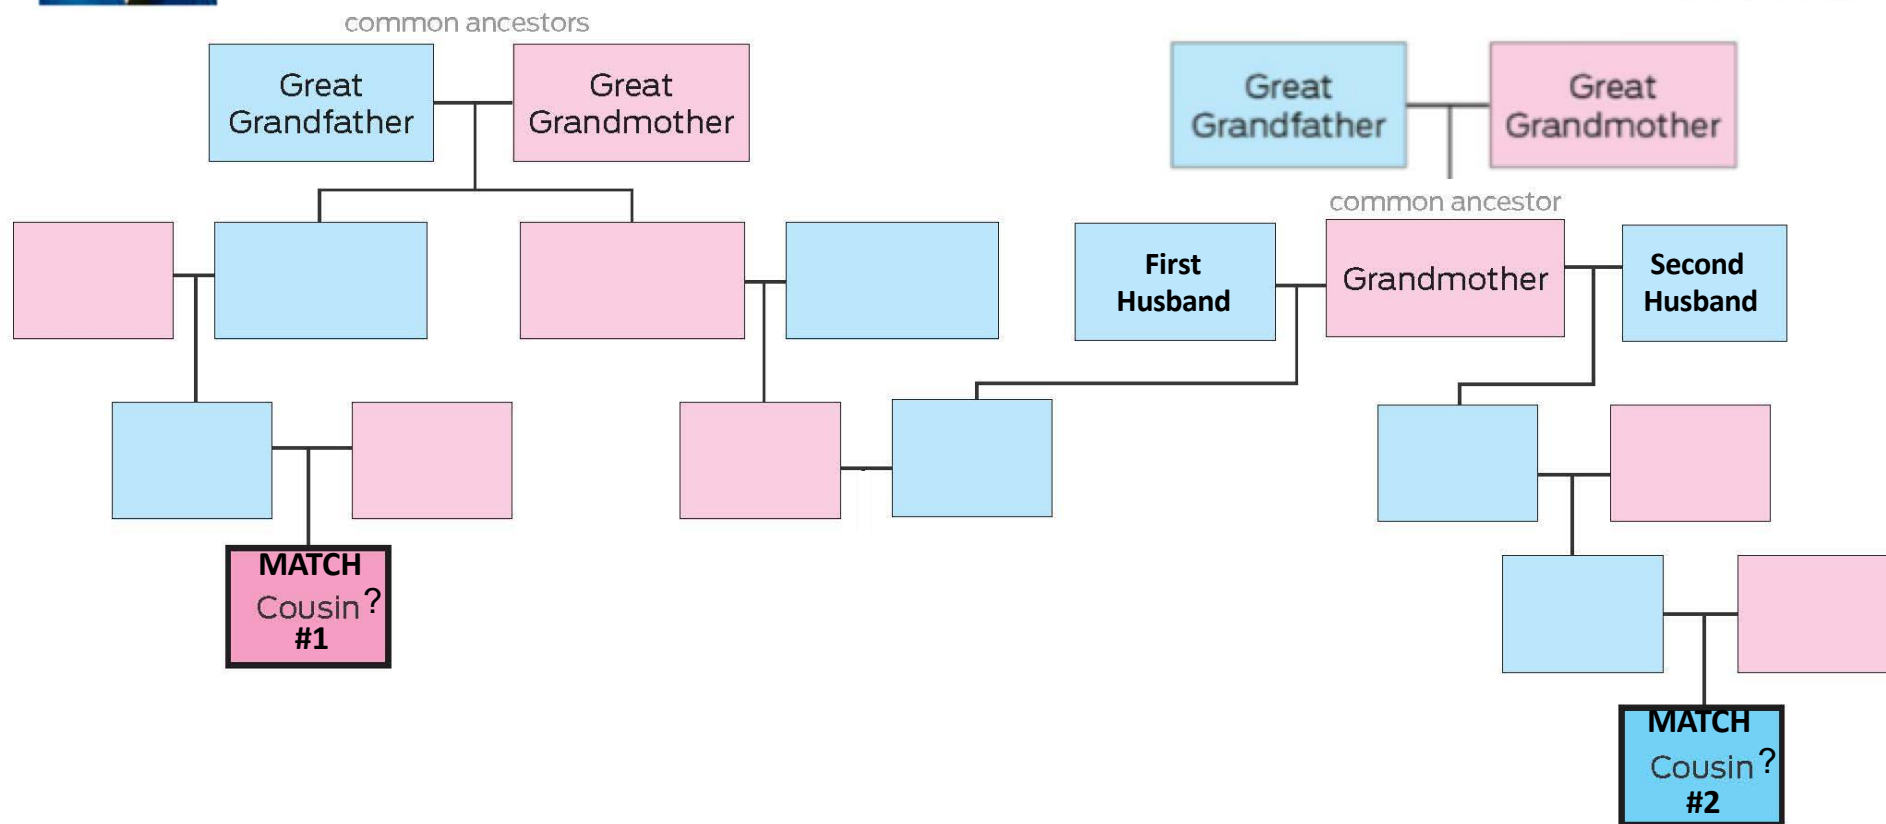 common ancestors
Great
Grandfather
Great
Grandmother
Great
Grandfather
Great
Grandmother
common ancestor
First
Husband
Grandmother
Second
Husband
MATCH
Cousin ?
#1
MATCH
Cousin ?
#2